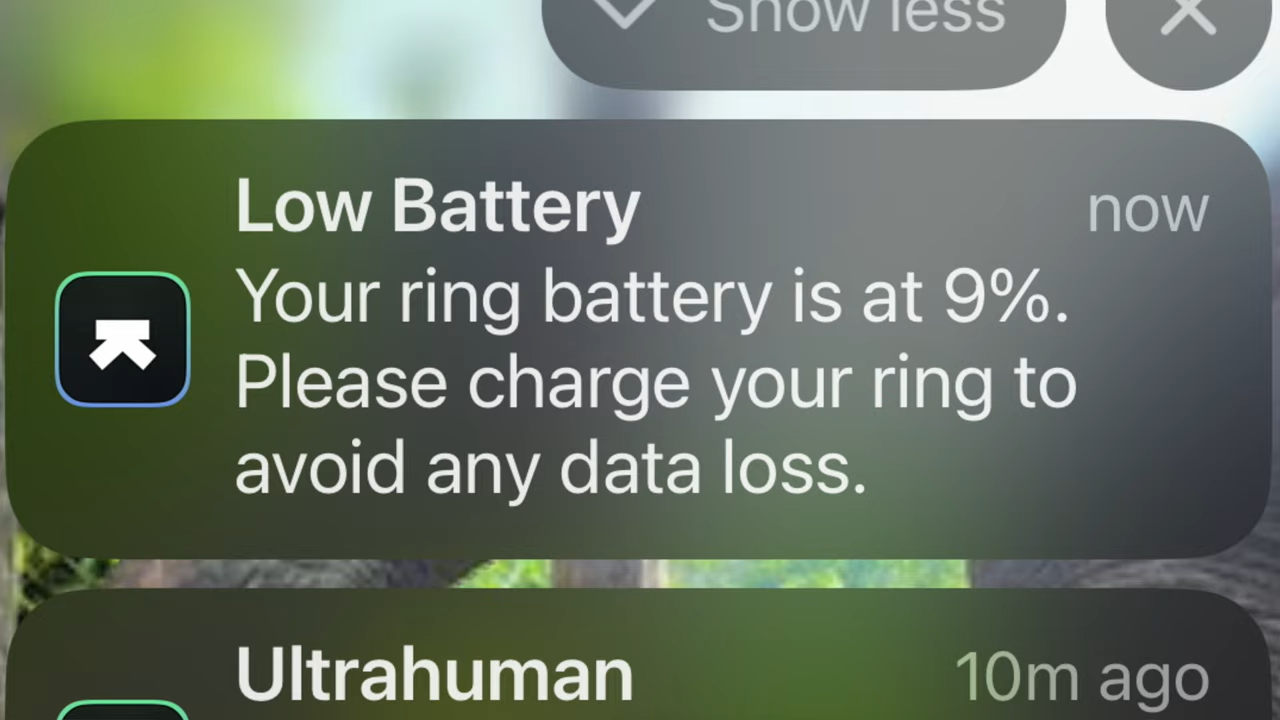 Show less
Low Battery
now
Your ring battery is at 9%.
Please charge your ring to
avoid any data loss.
Ultrahuman
10m ago